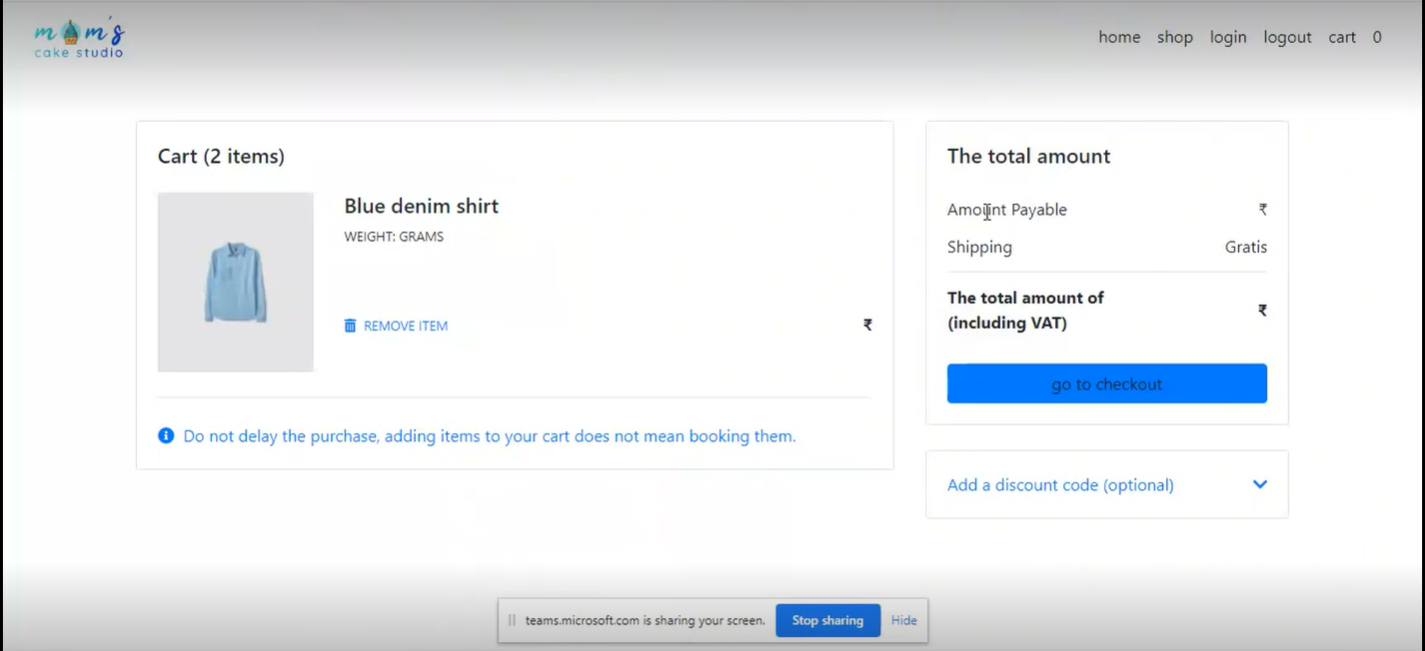 mom's
cake studio
home shop login logout cart 0
Cart (2 items)
Blue denim shirt
WEIGHT: GRAMS
REMOVE ITEM ₹
Do not delay the purchase, adding items to your cart does not mean booking them.
The total amount
Amount Payable ₹
Shipping Gratis
The total amount of
(including VAT) ₹
go to checkout
Add a discount code (optional)
teams.microsoft.com is sharing your screen. Stop sharing Hide